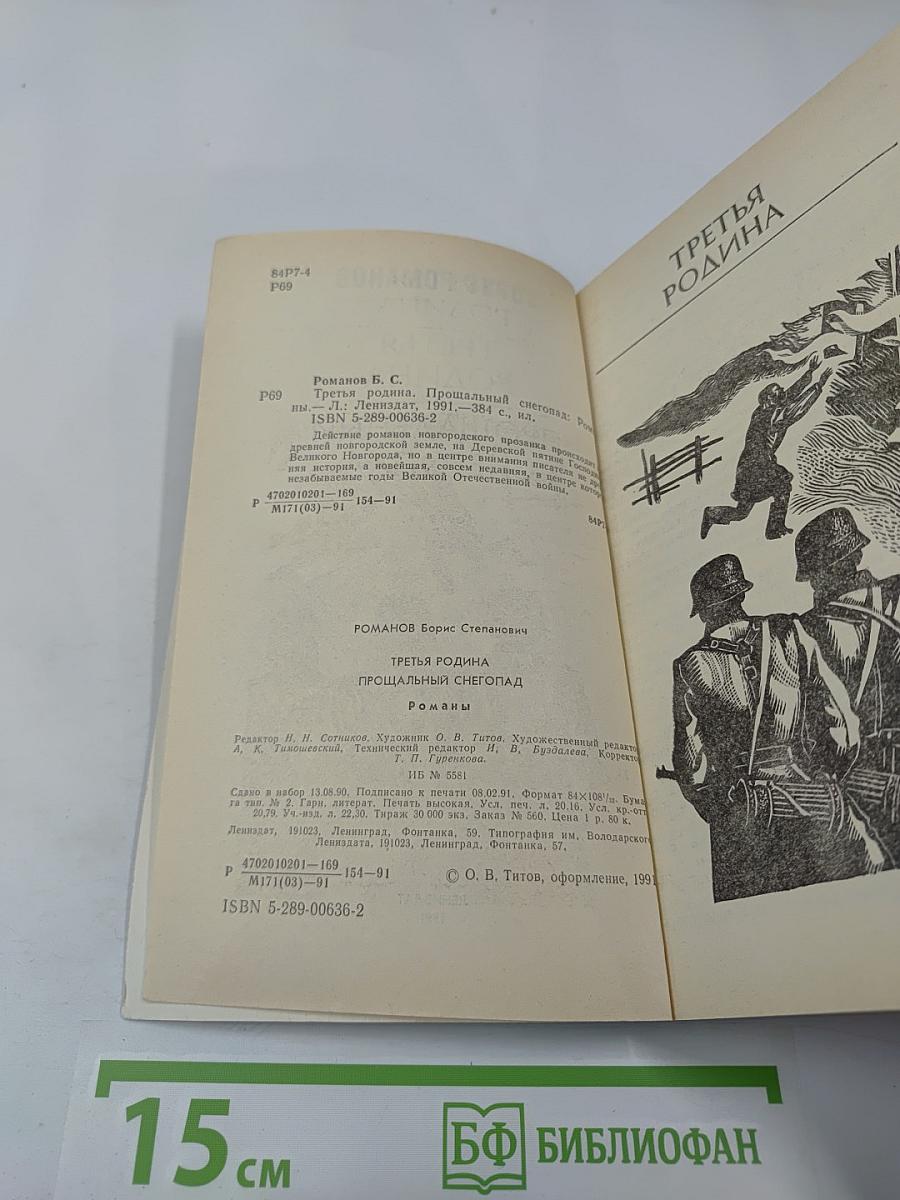 84Р7-4
Р69
Романов Б. С.
Р69 Третья родина. Прощальный снегопад: Ром
ны.— Л.: Лениздат, 1991.—384 с., ил.
ISBN 5-289-00636-2
Действие романов новгородского прозаика происходит
древней новгородской земле, на Деревской пятине Господи
Великого Новгорода, но в центре внимания писателя не др
няя история, а новейшая, совсем недавняя, в центре котор
незабываемые годы Великой Отечественной войны.
Р 4702010201—169 154—91
М171(03)—91
84Р7
РОМАНОВ Борис Степанович
ТРЕТЬЯ РОДИНА
ПРОЩАЛЬНЫЙ СНЕГОПАД
Романы
Редактор Н. Н. Сотников. Художник О. В. Титов. Художественный редакто
А. К. Тимошевский, Технический редактор И. В. Буздалева, Корректо
Т. П. Гуренкова.
ИБ № 5581
Сдано в набор 13.08.90. Подписано к печати 08.02.91. Формат 84×108¹/₃₂. Бума
га тип. № 2. Гарн. литерат. Печать высокая. Усл. печ. л. 20.16. Усл. кр.-отт
20,79. Уч.-изд. л. 22,30. Тираж 30 000 экз. Заказ № 560. Цена 1 р. 80 к.
Лениздат, 191023, Ленинград, Фонтанка, 59. Типография им. Володарског
Лениздата, 191023, Ленинград, Фонтанка, 57.
Р 4702010201—169 154—91
М171(03)—91
© О. В. Титов, оформление, 1991
ISBN 5-289-00636-2
ТРЕТЬЯ
РОДИНА
15 см
БФ БИБЛИОФАН